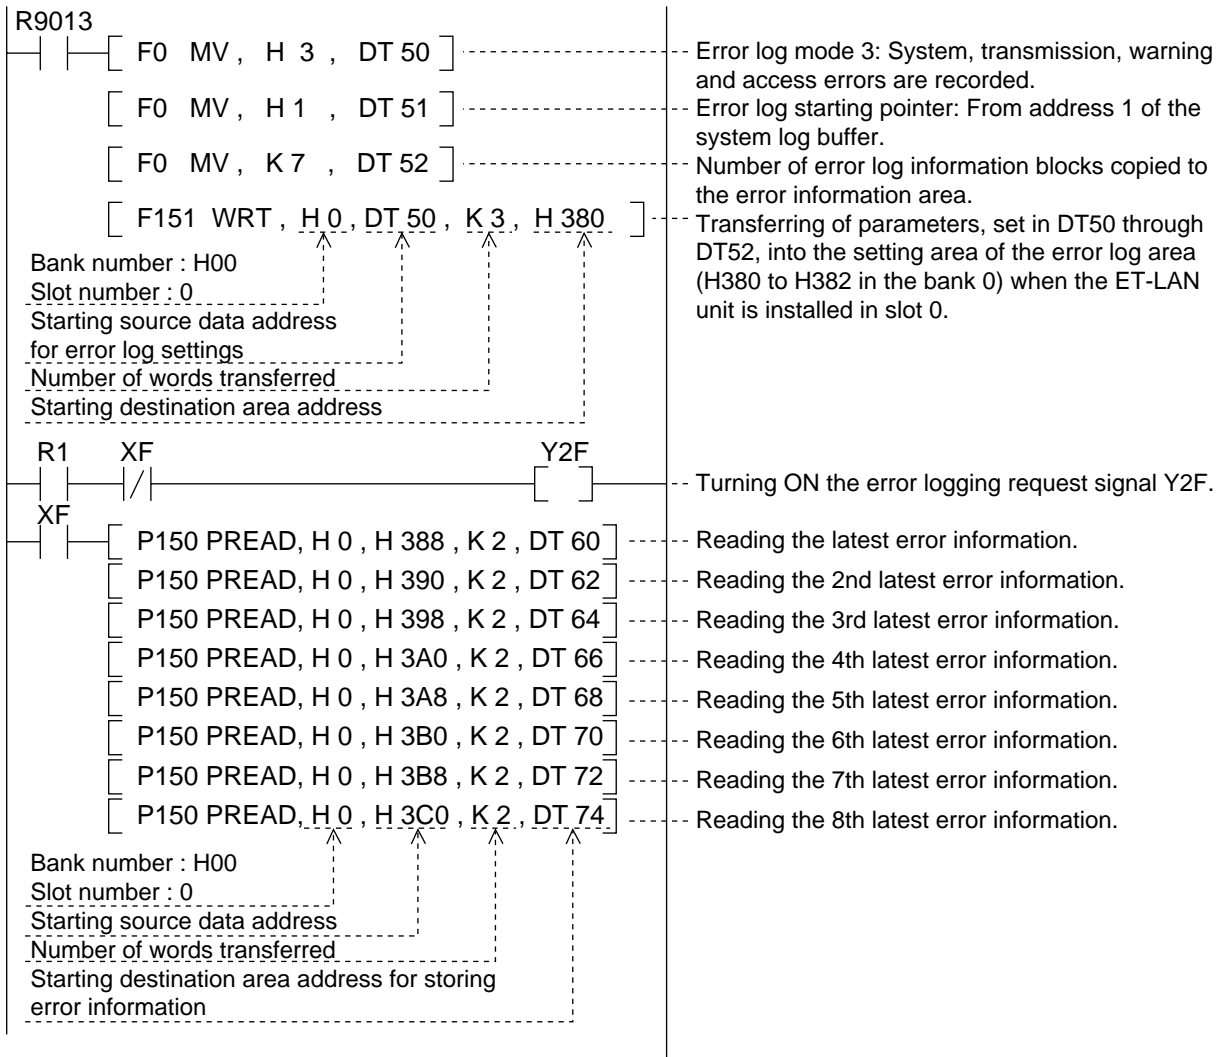 R9013
F0 MV , H 3 , DT 50
Error log mode 3: System, transmission, warning
and access errors are recorded.
F0 MV , H 1 , DT 51
Error log starting pointer: From address 1 of the
system log buffer.
F0 MV , K 7 , DT 52
Number of error log information blocks copied to
the error information area.
F151 WRT , H 0 , DT 50 , K 3 , H 380
Transferring of parameters, set in DT50 through
DT52, into the setting area of the error log area
(H380 to H382 in the bank 0) when the ET-LAN
unit is installed in slot 0.
Bank number : H00
Slot number : 0
Starting source data address
for error log settings
Number of words transferred
Starting destination area address
R1 XF Y2F
Turning ON the error logging request signal Y2F.
XF
P150 PREAD, H 0 , H 388 , K 2 , DT 60
Reading the latest error information.
P150 PREAD, H 0 , H 390 , K 2 , DT 62
Reading the 2nd latest error information.
P150 PREAD, H 0 , H 398 , K 2 , DT 64
Reading the 3rd latest error information.
P150 PREAD, H 0 , H 3A0 , K 2 , DT 66
Reading the 4th latest error information.
P150 PREAD, H 0 , H 3A8 , K 2 , DT 68
Reading the 5th latest error information.
P150 PREAD, H 0 , H 3B0 , K 2 , DT 70
Reading the 6th latest error information.
P150 PREAD, H 0 , H 3B8 , K 2 , DT 72
Reading the 7th latest error information.
P150 PREAD, H 0 , H 3C0 , K 2 , DT 74
Reading the 8th latest error information.
Bank number : H00
Slot number : 0
Starting source data address
Number of words transferred
Starting destination area address for storing
error information